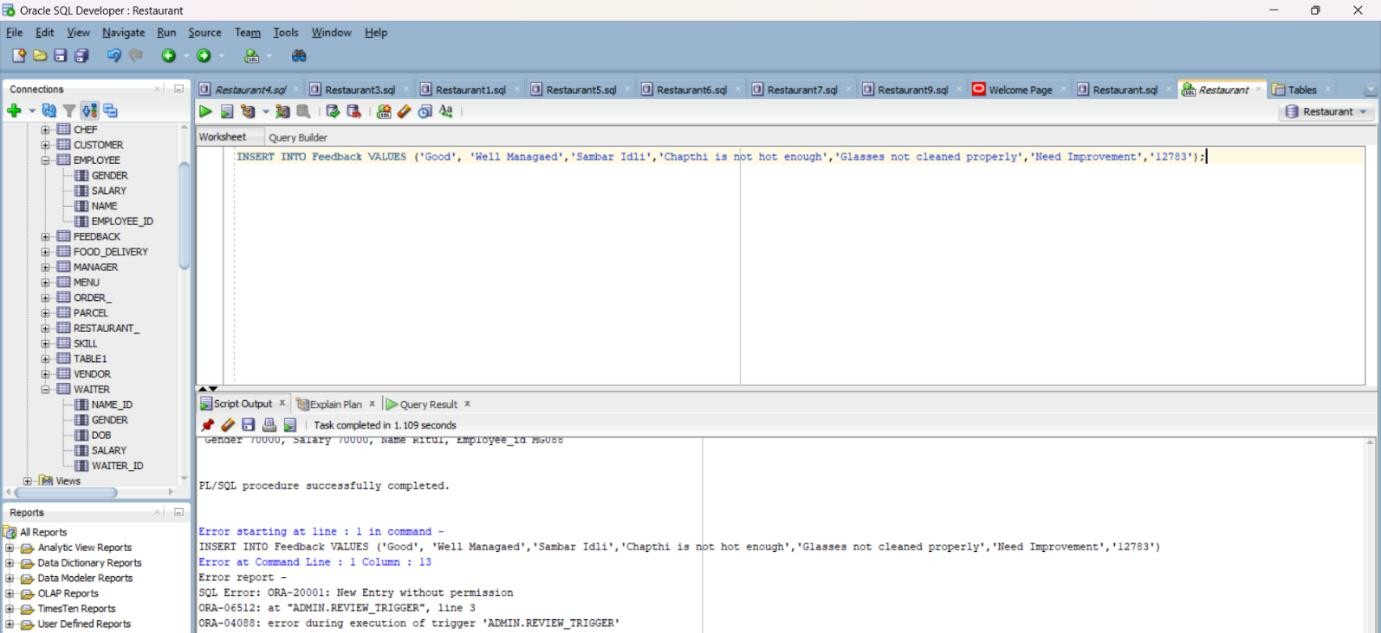 Oracle SQL Developer : Restaurant
File Edit View Navigate Run Source Team Tools Window Help
Connections
Restaurant4.sql Restaurant3.sql Restaurant1.sql Restaurant5.sql Restaurant6.sql Restaurant7.sql Restaurant9.sql Welcome Page Restaurant.sql Restaurant Tables
Restaurant
Worksheet Query Builder
CHEF
CUSTOMER
EMPLOYEE
GENDER
SALARY
NAME
EMPLOYEE_ID
FEEDBACK
FOOD_DELIVERY
MANAGER
MENU
ORDER_
PARCEL
RESTAURANT_
SKILL
TABLE1
VENDOR
WAITER
NAME_ID
GENDER
DOB
SALARY
WAITER_ID
Views
INSERT INTO Feedback VALUES ('Good', 'Well Managaed','Sambar Idli','Chapthi is not hot enough','Glasses not cleaned properly','Need Improvement','12783');
Script Output Explain Plan Query Result
Task completed in 1.109 seconds
Gender 70000, Salary 70000, Name Ritul, Employee_id MG088
PL/SQL procedure successfully completed.
Error starting at line : 1 in command -
INSERT INTO Feedback VALUES ('Good', 'Well Managaed','Sambar Idli','Chapthi is not hot enough','Glasses not cleaned properly','Need Improvement','12783')
Error at Command Line : 1 Column : 13
Error report -
SQL Error: ORA-20001: New Entry without permission
ORA-06512: at "ADMIN.REVIEW_TRIGGER", line 3
ORA-04088: error during execution of trigger 'ADMIN.REVIEW_TRIGGER'
Reports
All Reports
Analytic View Reports
Data Dictionary Reports
Data Modeler Reports
OLAP Reports
TimesTen Reports
User Defined Reports